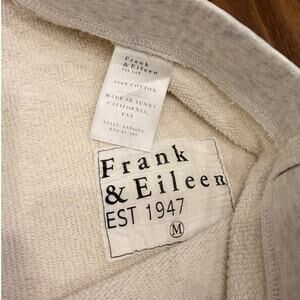 Frank
& Eileen
100% COTTON
MADE IN SUNNY
CALIFORNIA,
USA
Frank
& Eileen
EST 1947
M